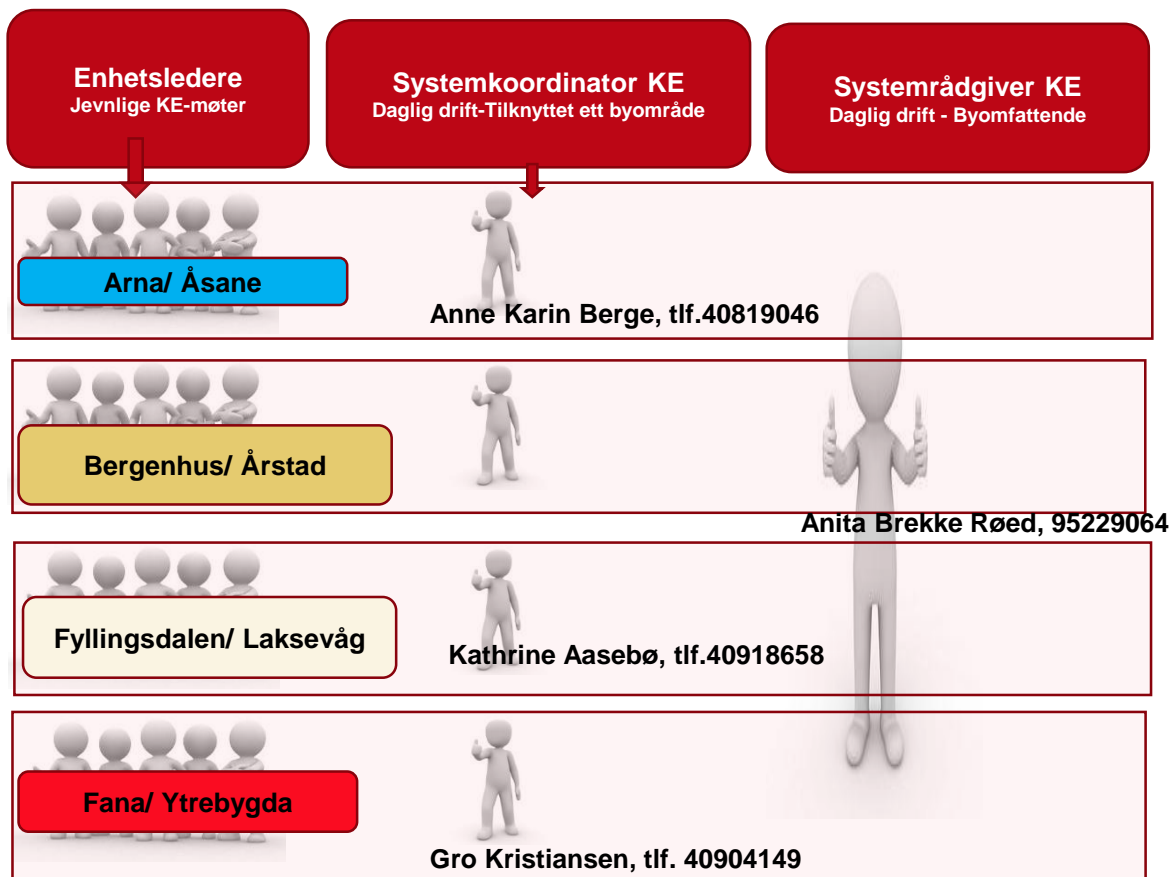 Enhetsledere
Jevnlige KE-møter
Systemkoordinator KE
Daglig drift-Tilknyttet ett byområde
Systemrådgiver KE
Daglig drift - Byomfattende
Arna/ Åsane
Anne Karin Berge, tlf.40819046
Bergenhus/ Årstad
Anita Brekke Røed, 95229064
Fyllingsdalen/ Laksevåg
Kathrine Aasebø, tlf.40918658
Fana/ Ytrebygda
Gro Kristiansen, tlf. 40904149